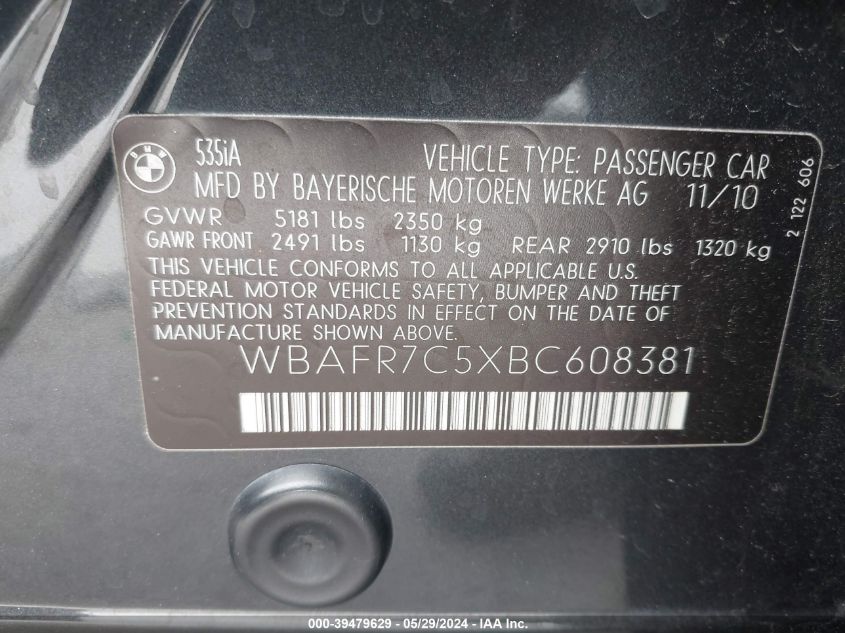 BMW
535iA VEHICLE TYPE: PASSENGER CAR
MFD BY BAYERISCHE MOTOREN WERKE AG 11/10
GVWR 5181 lbs 2350 kg
GAWR FRONT 2491 lbs 1130 kg REAR 2910 lbs 1320 kg
THIS VEHICLE CONFORMS TO ALL APPLICABLE U.S.
FEDERAL MOTOR VEHICLE SAFETY, BUMPER AND THEFT
PREVENTION STANDARDS IN EFFECT ON THE DATE OF
MANUFACTURE SHOWN ABOVE.
WBAFR7C5XBC608381
2 122 606
000-39479629 - 05/29/2024 - IAA Inc.